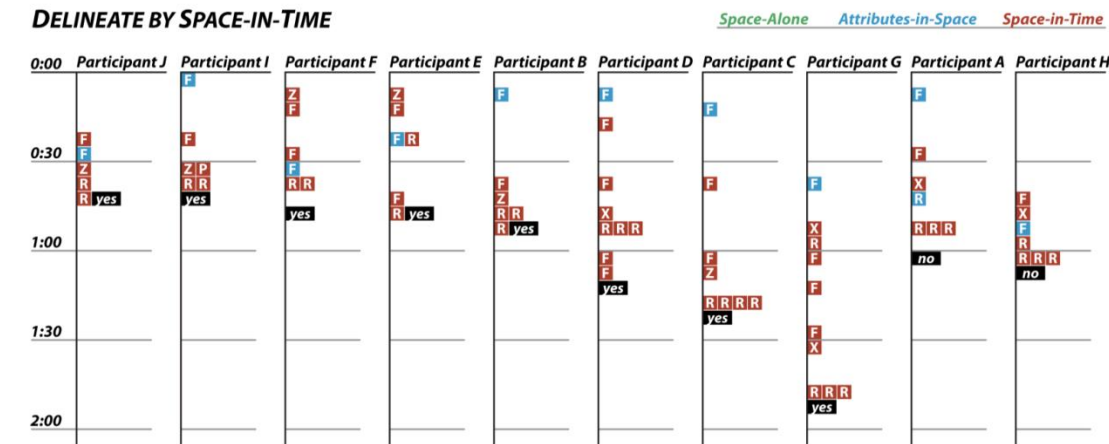 DELINEATE BY SPACE-IN-TIME
Space-Alone Attributes-in-Space Space-in-Time
0:00 Participant J Participant I Participant F Participant E Participant B Participant D Participant C Participant G Participant A Participant H
F
Z Z F F F
F F F
F
F F F R
0:30 F F F
Z Z P F
R R R R R F F F F X
R yes yes F Z R F
yes R yes R R X X
R yes R R R X R R R F
1:00 R R
F F F no R R R
F Z no
yes F
R R R R
yes
1:30 F
X
R R R
yes
2:00